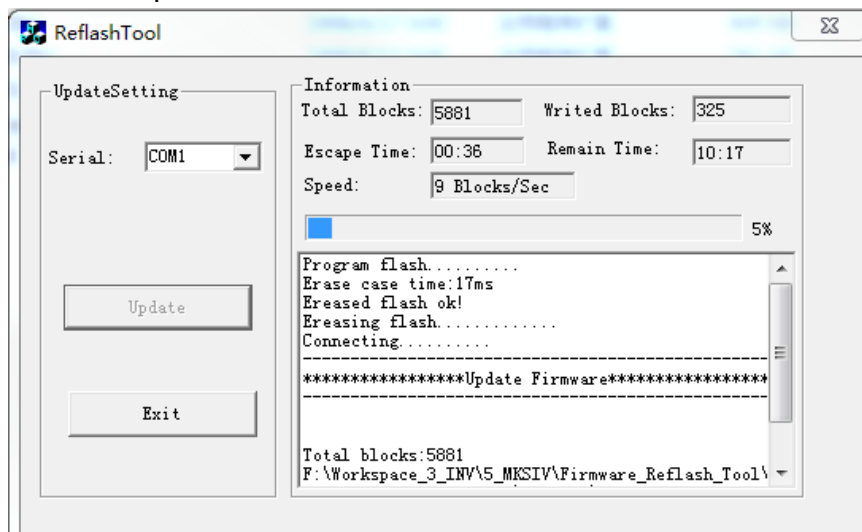 ReflashTool
UpdateSetting
Serial: COM1
Update
Exit
Information
Total Blocks: 5881 Writed Blocks: 325
Escape Time: 00:36 Remain Time: 10:17
Speed: 9 Blocks/Sec
5%
Program flash..........
Erase case time:17ms
Ereased flash ok!
Ereasing flash.............
Connecting..........
------------------------------------------------------------
*****************Update Firmware*****************
------------------------------------------------------------
Total blocks:5881
F:\Workspace_3_INV\5_MKSIV\Firmware_Reflash_Tool\